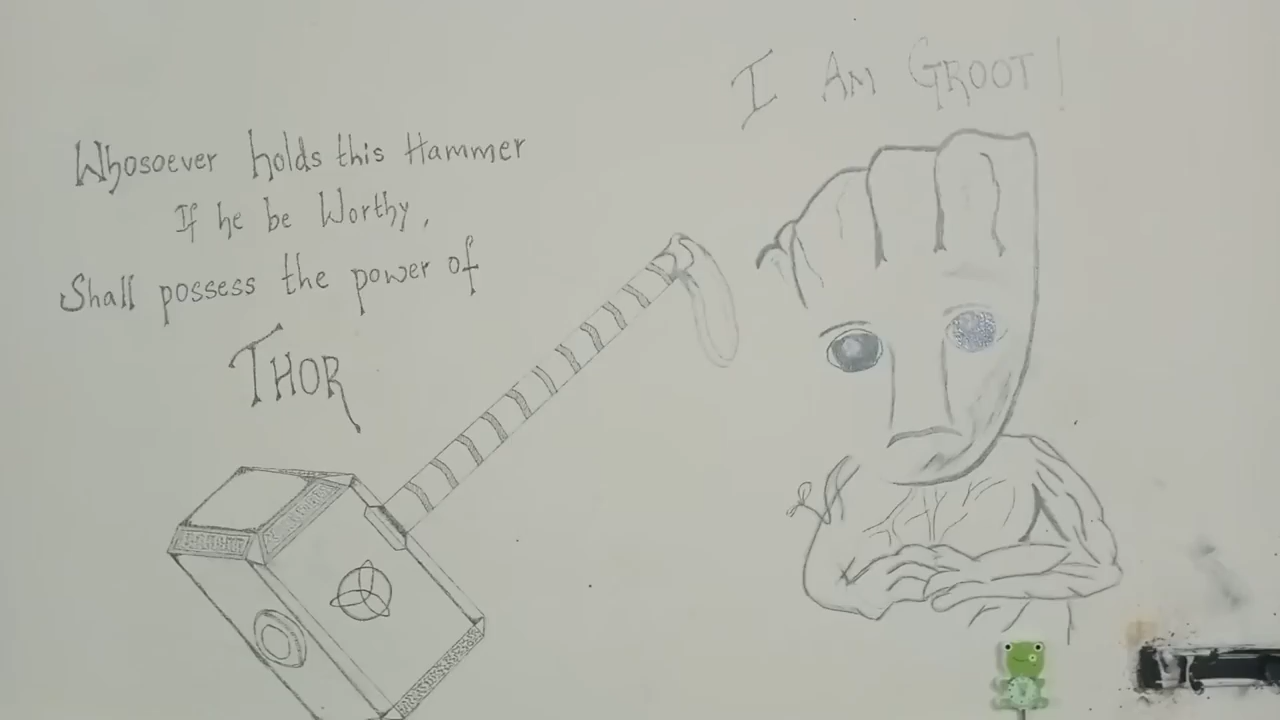 Whosoever holds this Hammer
If he be Worthy,
Shall possess the power of
THOR
I AM GROOT!